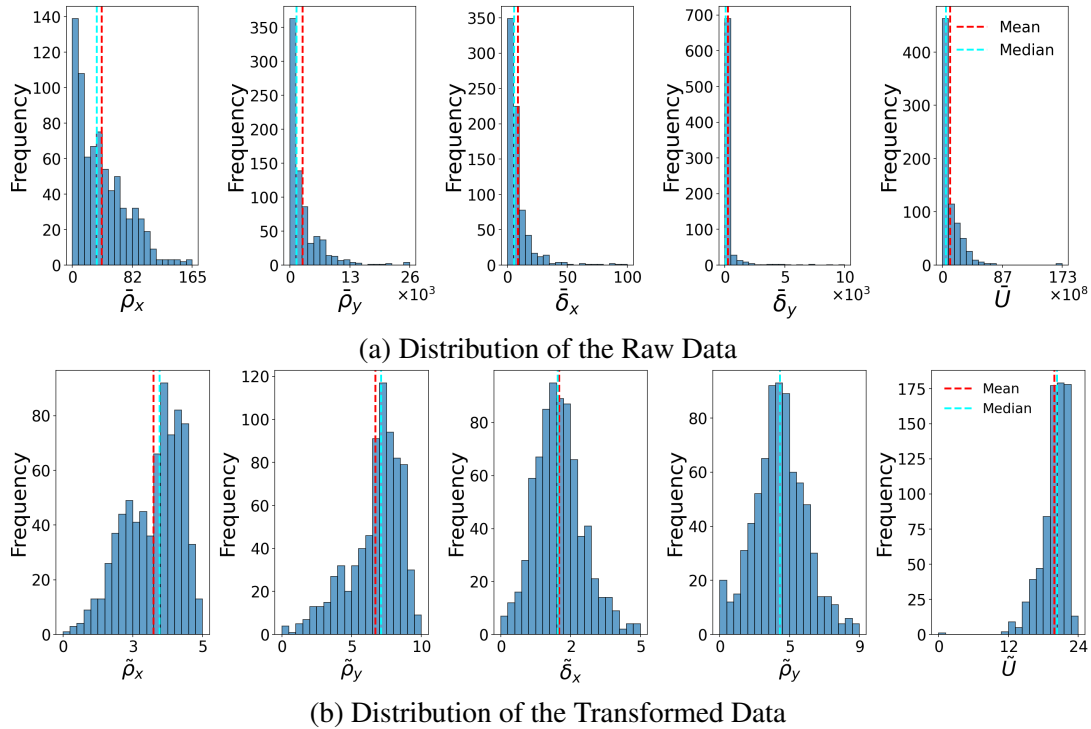 140
120
100
80
60
40
20
0
Frequency
0 82 165
ρ̄ₓ
350
300
250
200
150
100
50
0
Frequency
0 13 26
×10³
ρ̄ᵧ
350
300
250
200
150
100
50
0
Frequency
0 50 100
δ̄ₓ
700
600
500
400
300
200
100
0
Frequency
0 5 10
×10³
δ̄ᵧ
400
300
200
100
0
Frequency
Mean
Median
0 87 173
×10⁸
Ū
(a) Distribution of the Raw Data
80
60
40
20
0
Frequency
0 3 5
ρ̃ₓ
120
100
80
60
40
20
0
Frequency
0 5 10
ρ̃ᵧ
80
60
40
20
0
Frequency
0 2 5
δ̃ₓ
80
60
40
20
0
Frequency
0 5 9
ρ̃ᵧ
175
150
125
100
75
50
25
0
Frequency
Mean
Median
0 12 24
Ũ
(b) Distribution of the Transformed Data